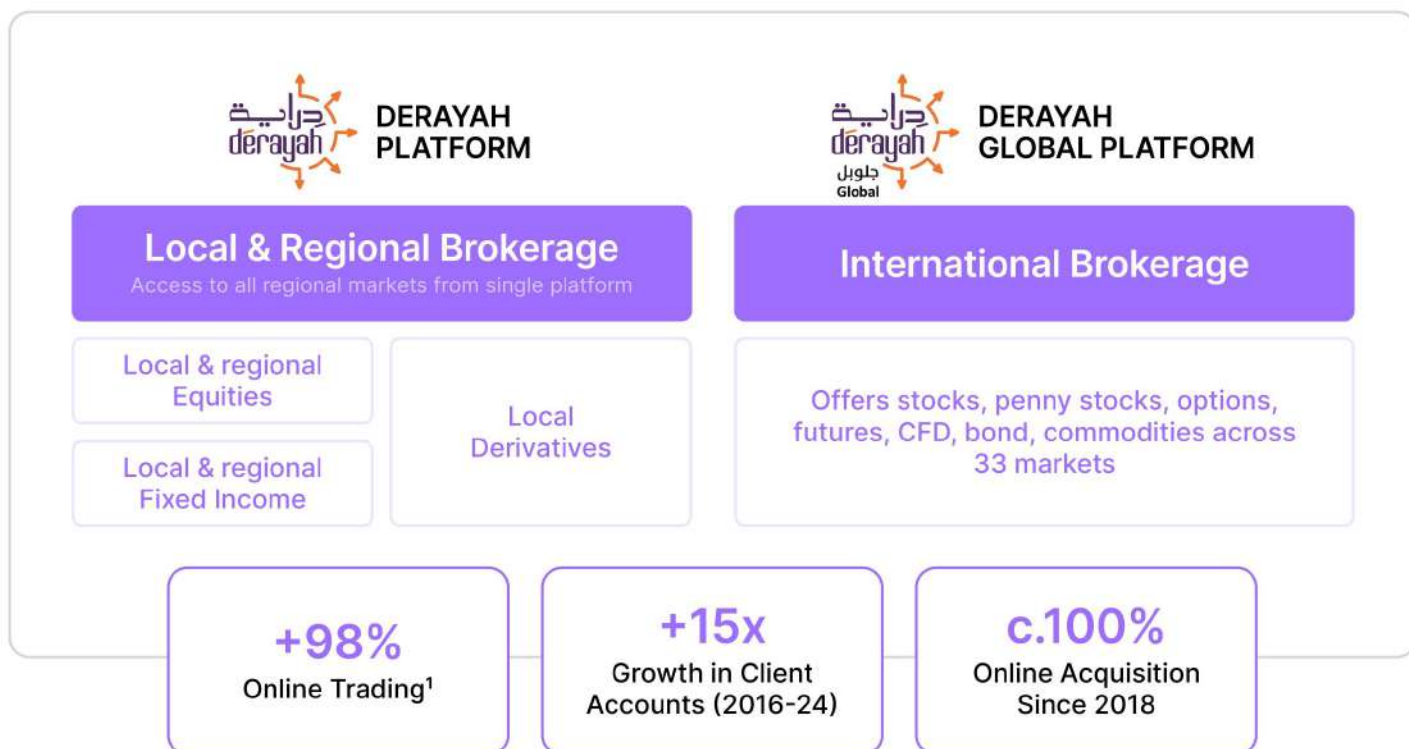 دراية
derayah
DERAYAH
PLATFORM
دراية
derayah
جلوبل
Global
DERAYAH
GLOBAL PLATFORM
Local & Regional Brokerage
Access to all regional markets from single platform
International Brokerage
Local & regional
Equities
Local & regional
Fixed Income
Local
Derivatives
Offers stocks, penny stocks, options,
futures, CFD, bond, commodities across
33 markets
+98%
Online Trading¹
+15x
Growth in Client
Accounts (2016-24)
c.100%
Online Acquisition
Since 2018